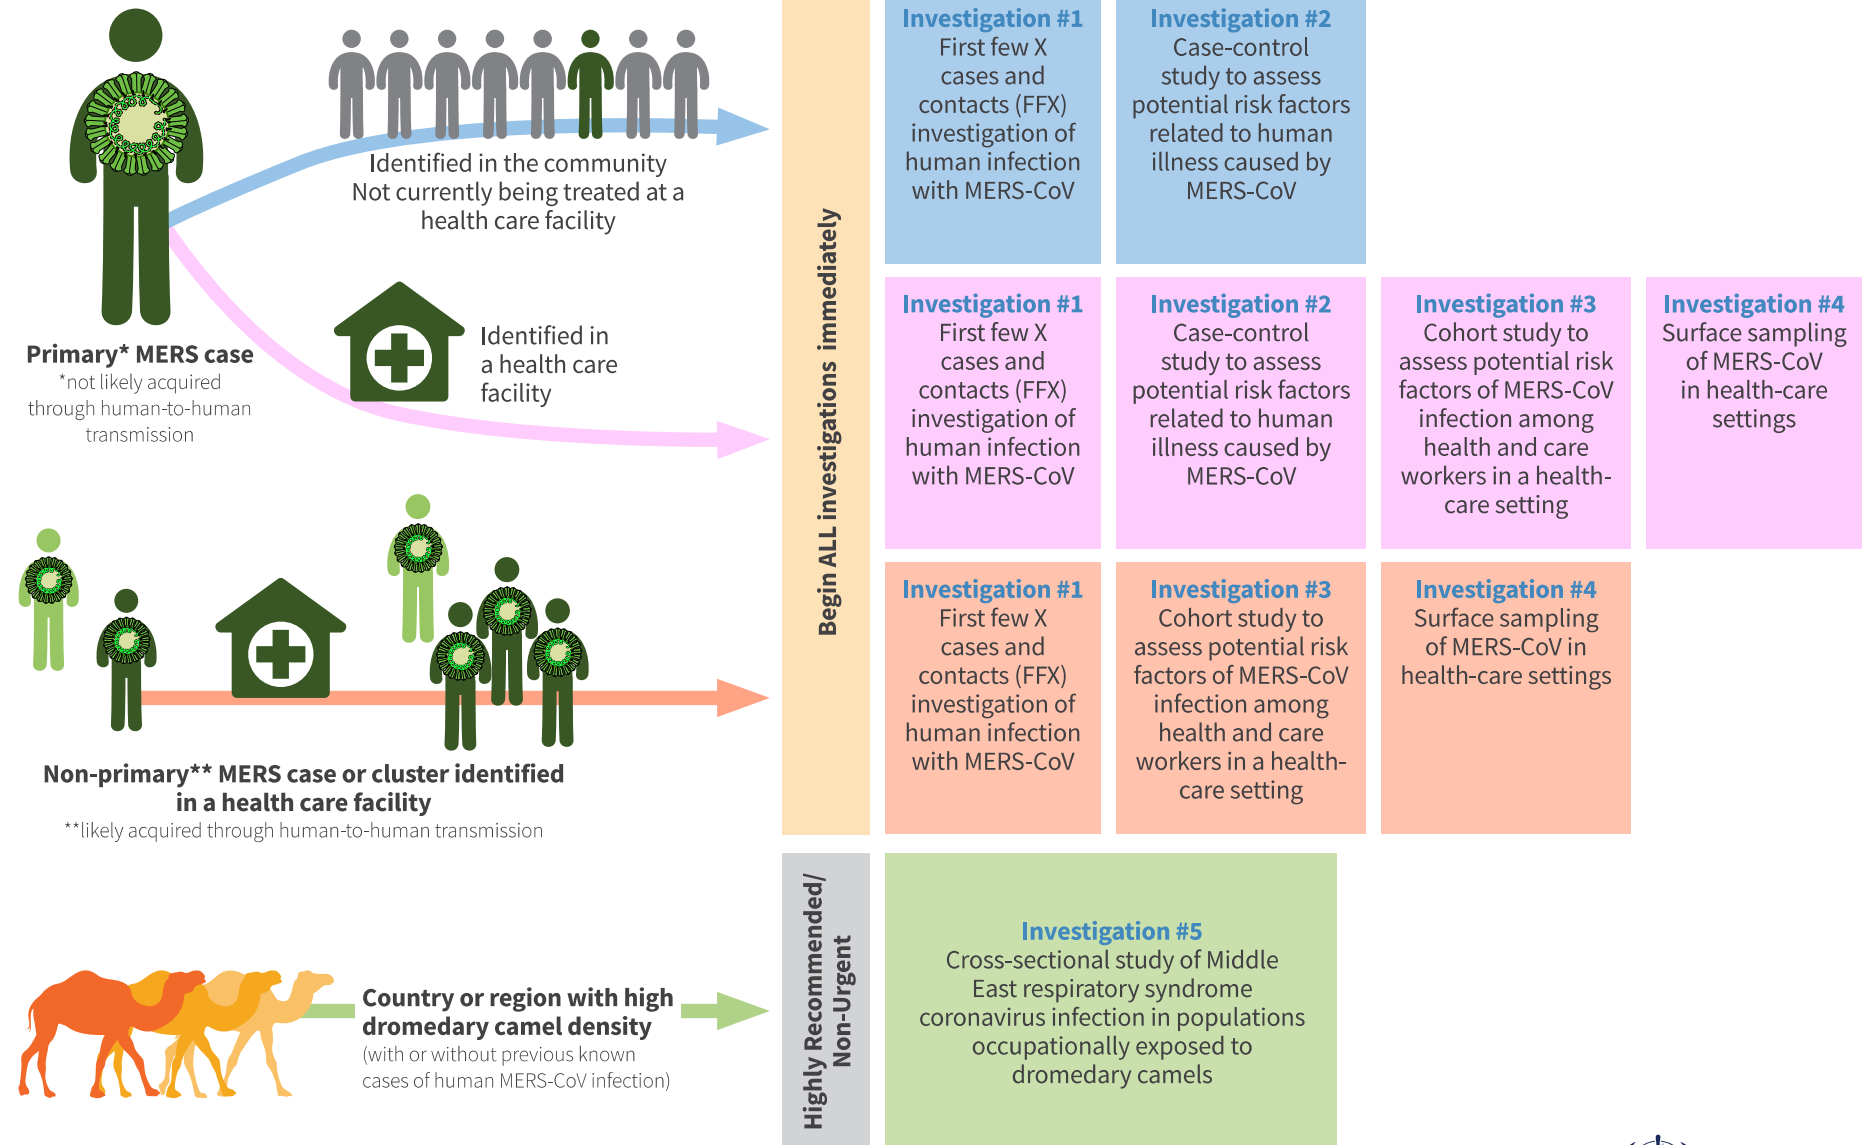 Identified in the community
Not currently being treated at a
health care facility
Identified in
a health care
facility
Primary* MERS case
*not likely acquired
through human-to-human
transmission
Non-primary** MERS case or cluster identified
in a health care facility
**likely acquired through human-to-human transmission
Country or region with high
dromedary camel density
(with or without previous known
cases of human MERS-CoV infection)
Begin ALL investigations immediately
Investigation #1
First few X
cases and
contacts (FFX)
investigation of
human infection
with MERS-CoV
Investigation #2
Case-control
study to assess
potential risk factors
related to human
illness caused by
MERS-CoV
Investigation #1
First few X
cases and
contacts (FFX)
investigation of
human infection
with MERS-CoV
Investigation #2
Case-control
study to assess
potential risk factors
related to human
illness caused by
MERS-CoV
Investigation #3
Cohort study to
assess potential risk
factors of MERS-CoV
infection among
health and care
workers in a health-
care setting
Investigation #4
Surface sampling
of MERS-CoV
in health-care
settings
Investigation #1
First few X
cases and
contacts (FFX)
investigation of
human infection
with MERS-CoV
Investigation #3
Cohort study to
assess potential risk
factors of MERS-CoV
infection among
health and care
workers in a health-
care setting
Investigation #4
Surface sampling
of MERS-CoV in
health-care settings
Highly Recommended/
Non-Urgent
Investigation #5
Cross-sectional study of Middle
East respiratory syndrome
coronavirus infection in populations
occupationally exposed to
dromedary camels